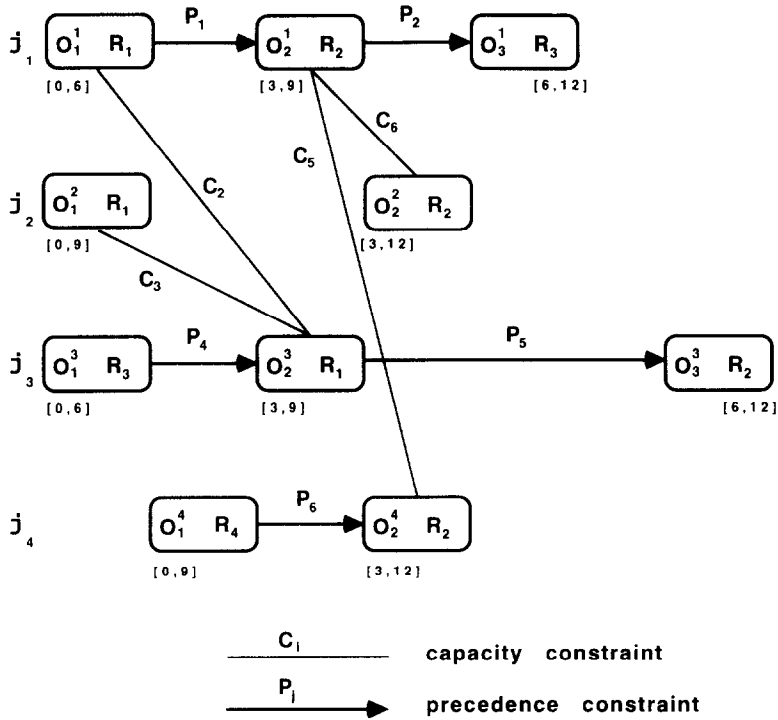 P₁ P₂
j₁ O₁¹ R₁ O₂¹ R₂ O₃¹ R₃
[0,6] [3,9] [6,12]
C₆
C₅
C₂
j₂ O₁² R₁ O₂² R₂
[0,9] [3,12]
C₃
P₄ P₅
j₃ O₁³ R₃ O₂³ R₁ O₃³ R₂
[0,6] [3,9] [6,12]
P₆
j₄ O₁⁴ R₄ O₂⁴ R₂
[0,9] [3,12]
Cᵢ capacity constraint
Pⱼ precedence constraint